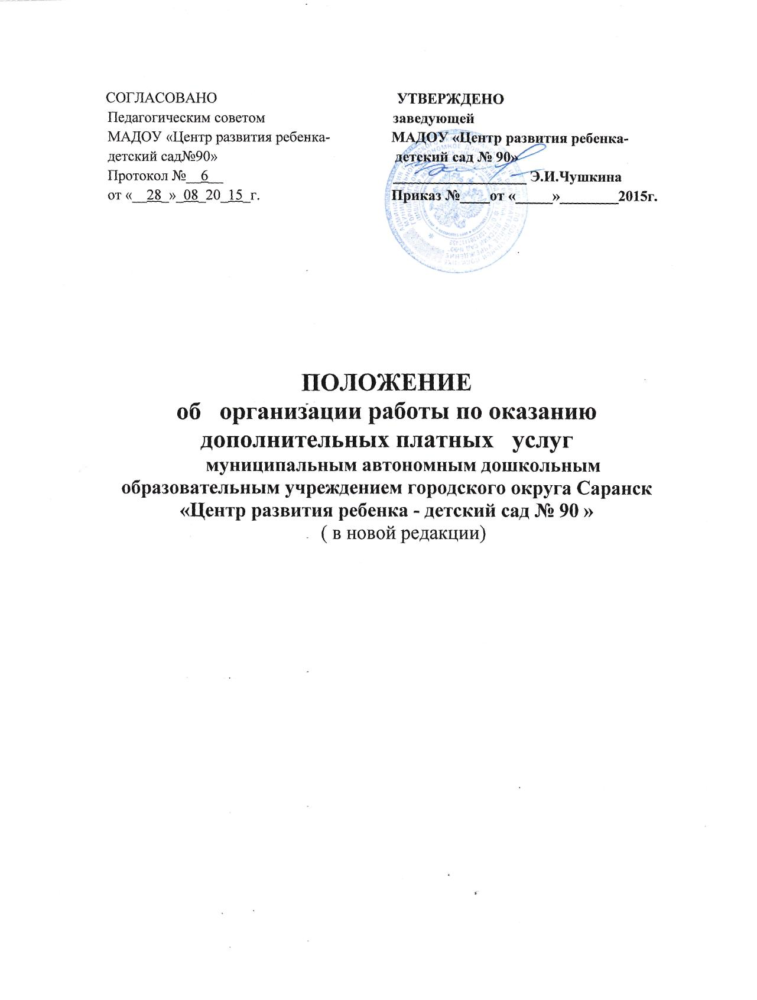 СОГЛАСОВАНО
Педагогическим советом
МАДОУ «Центр развития ребенка-
детский сад№90»
Протокол №__6__
от «__28_»_08_20_15_г.
УТВЕРЖДЕНО
заведующей
МАДОУ «Центр развития ребенка-
детский сад № 90»
__________________ Э.И.Чушкина
Приказ №____от «_____»________2015г.
ПОЛОЖЕНИЕ
об организации работы по оказанию
дополнительных платных услуг
муниципальным автономным дошкольным
образовательным учреждением городского округа Саранск
«Центр развития ребенка - детский сад № 90 »
( в новой редакции)